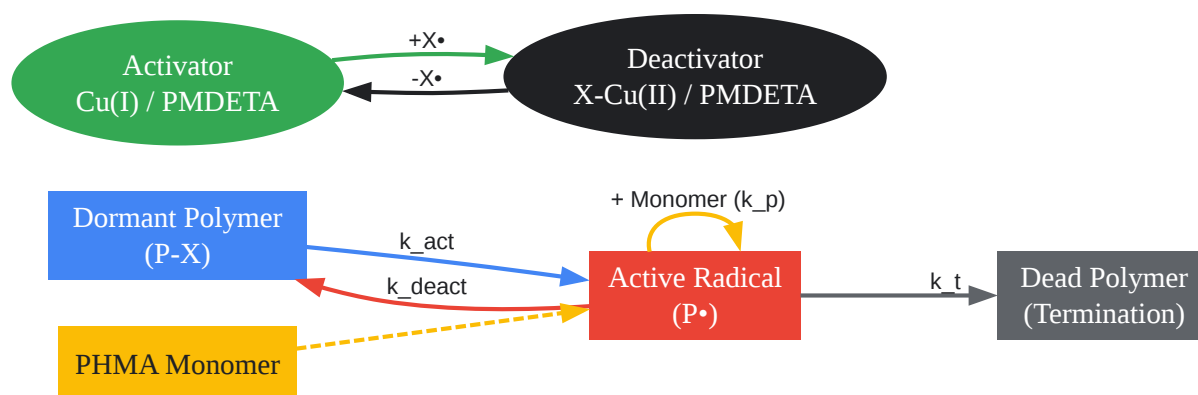 Activator
Cu(I) / PMDETA
+X•
-X•
Deactivator
X-Cu(II) / PMDETA
Dormant Polymer
(P-X)
k_act
k_deact
+ Monomer (k_p)
Active Radical
(P•)
k_t
Dead Polymer
(Termination)
PHMA Monomer